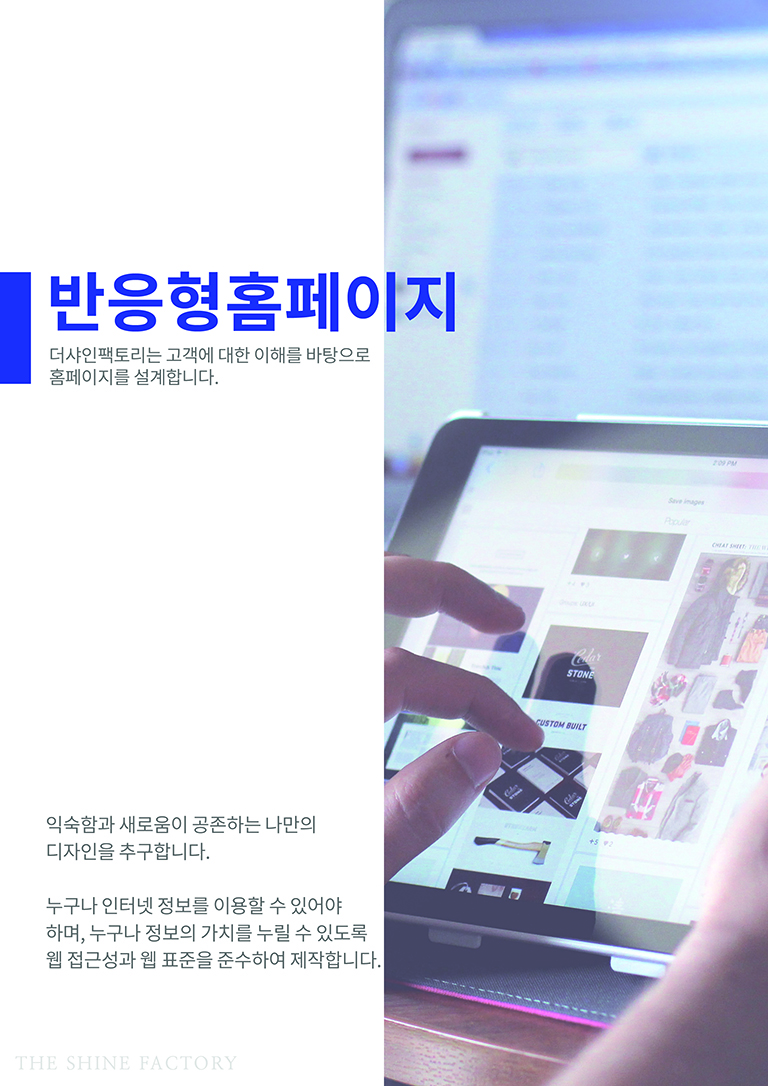 반응형홈페이지
더샤인팩토리는 고객에 대한 이해를 바탕으로
홈페이지를 설계합니다.
2:09 PM
Save Images
Popular
CHEAT SHEET:
Cedar
STONE
CUSTOM BUILT
익숙함과 새로움이 공존하는 나만의
디자인을 추구합니다.
누구나 인터넷 정보를 이용할 수 있어야
하며, 누구나 정보의 가치를 누릴 수 있도록
웹 접근성과 웹 표준을 준수하여 제작합니다.
THE SHINE FACTORY